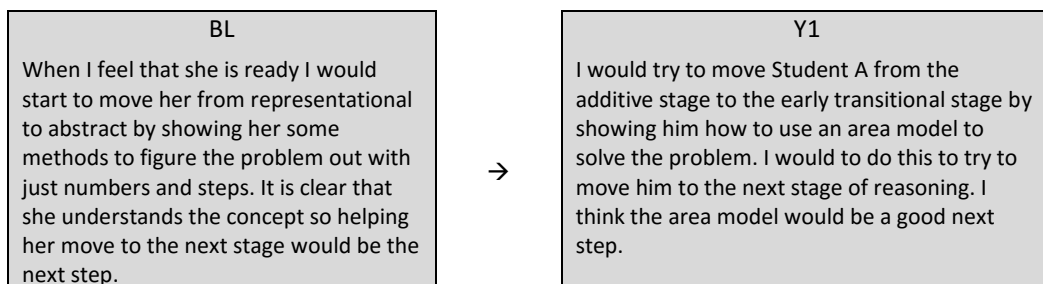 BL
When I feel that she is ready I would
start to move her from representational
to abstract by showing her some
methods to figure the problem out with
just numbers and steps. It is clear that
she understands the concept so helping
her move to the next stage would be the
next step.
→
Y1
I would try to move Student A from the
additive stage to the early transitional stage by
showing him how to use an area model to
solve the problem. I would to do this to try to
move him to the next stage of reasoning. I
think the area model would be a good next
step.